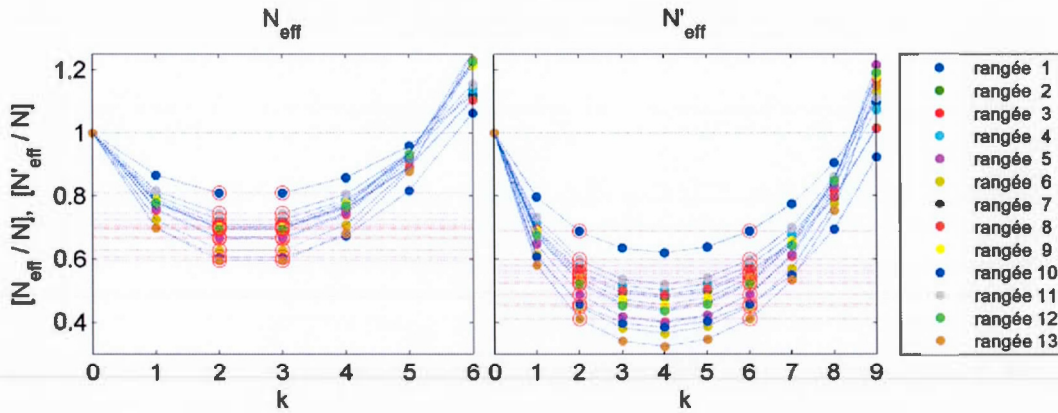 N_eff
N'_eff
[N_eff / N], [N'_eff / N]
1.2
1
0.8
0.6
0.4
0 1 2 3 4 5 6
k
0 1 2 3 4 5 6 7 8 9
k
rangée 1
rangée 2
rangée 3
rangée 4
rangée 5
rangée 6
rangée 7
rangée 8
rangée 9
rangée 10
rangée 11
rangée 12
rangée 13